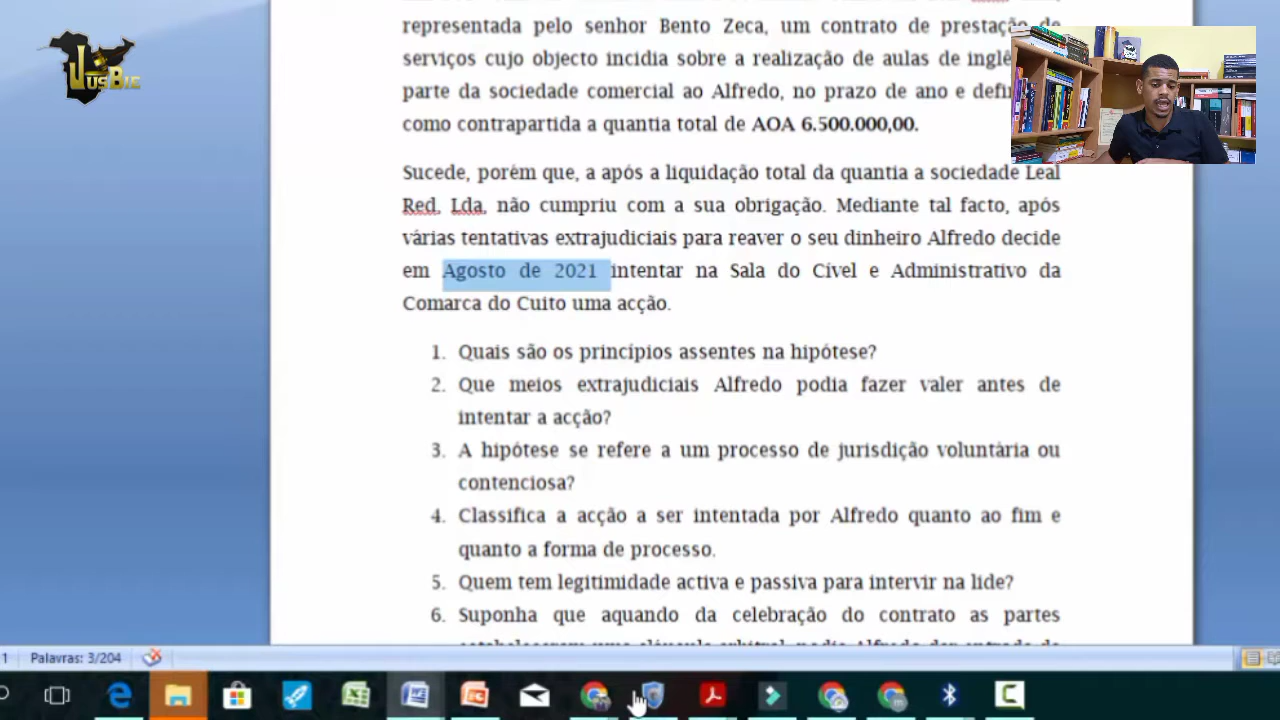 JusBie
representada pelo senhor Bento Zeca, um contrato de prestação de
serviços cujo objecto incidia sobre a realização de aulas de
parte da sociedade comercial ao Alfredo, no prazo de ano e
como contrapartida a quantia total de AOA 6.500.000,00.
Sucede, porém que, a após a liquidação total da quantia a sociedade Leal
Red, Lda, não cumpriu com a sua obrigação. Mediante tal facto, após
várias tentativas extrajudiciais para reaver o seu dinheiro Alfredo decide
em Agosto de 2021 intentar na Sala do Cível e Administrativo da
Comarca do Cuito uma acção.
1. Quais são os princípios assentes na hipótese?
2. Que meios extrajudiciais Alfredo podia fazer valer antes de
intentar a acção?
3. A hipótese se refere a um processo de jurisdição voluntária ou
contenciosa?
4. Classifica a acção a ser intentada por Alfredo quanto ao fim e
quanto a forma de processo.
5. Quem tem legitimidade activa e passiva para intervir na lide?
6. Suponha que aquando da celebração do contrato as partes
1 Palavras: 3/204